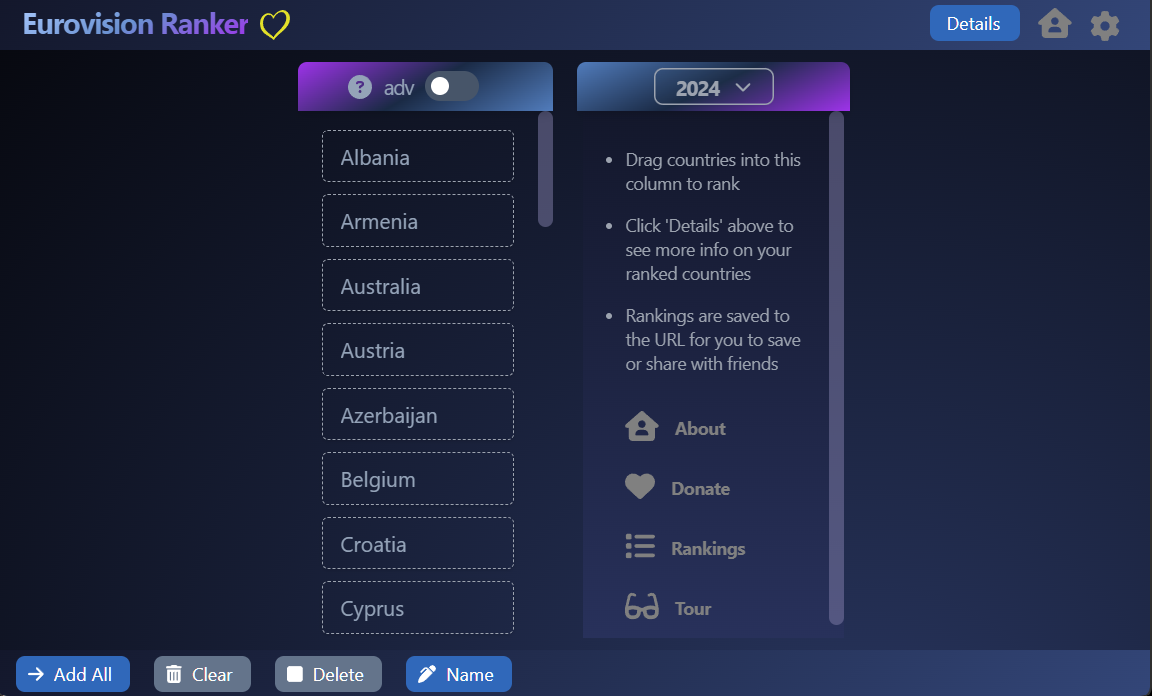 Eurovision Ranker
Details
? adv
2024
Albania
Armenia
Australia
Austria
Azerbaijan
Belgium
Croatia
Cyprus
• Drag countries into this
column to rank
• Click 'Details' above to
see more info on your
ranked countries
• Rankings are saved to
the URL for you to save
or share with friends
About
Donate
Rankings
Tour
Add All
Clear
Delete
Name